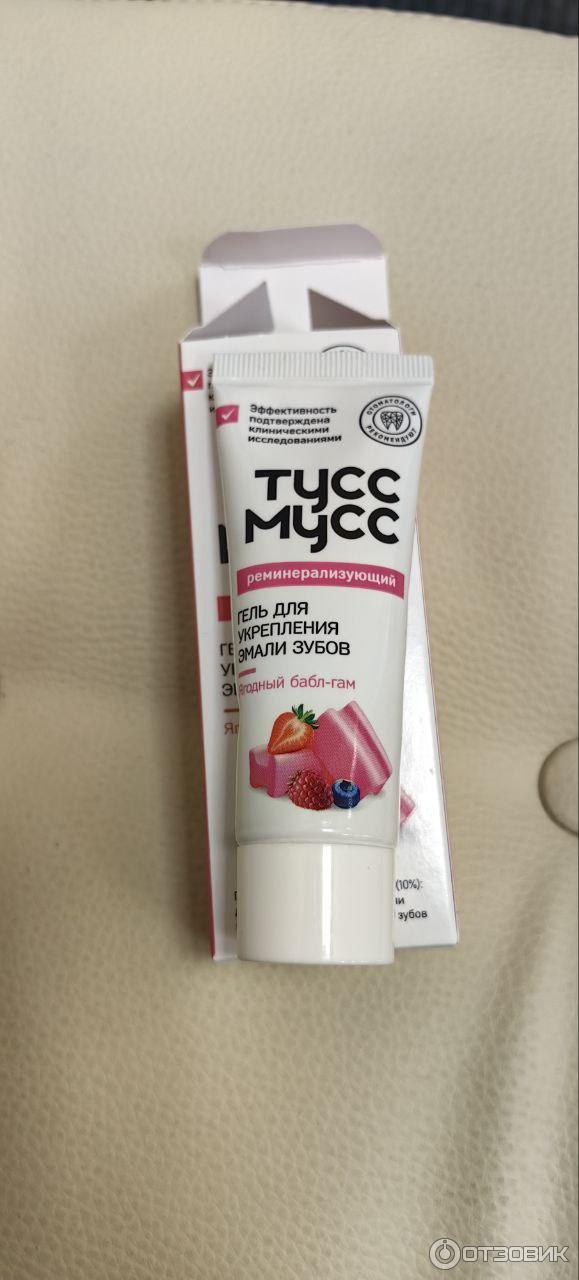 Эффективность
подтверждена
клиническими
исследованиями
СТОМАТОЛОГИ
РЕКОМЕНДУЮТ
ТУСС
МУСС
реминерализующий
ГЕЛЬ ДЛЯ
УКРЕПЛЕНИЯ
ЭМАЛИ ЗУБОВ
Ягодный бабл-гам
(10%):
зубов
ОТЗОВИК